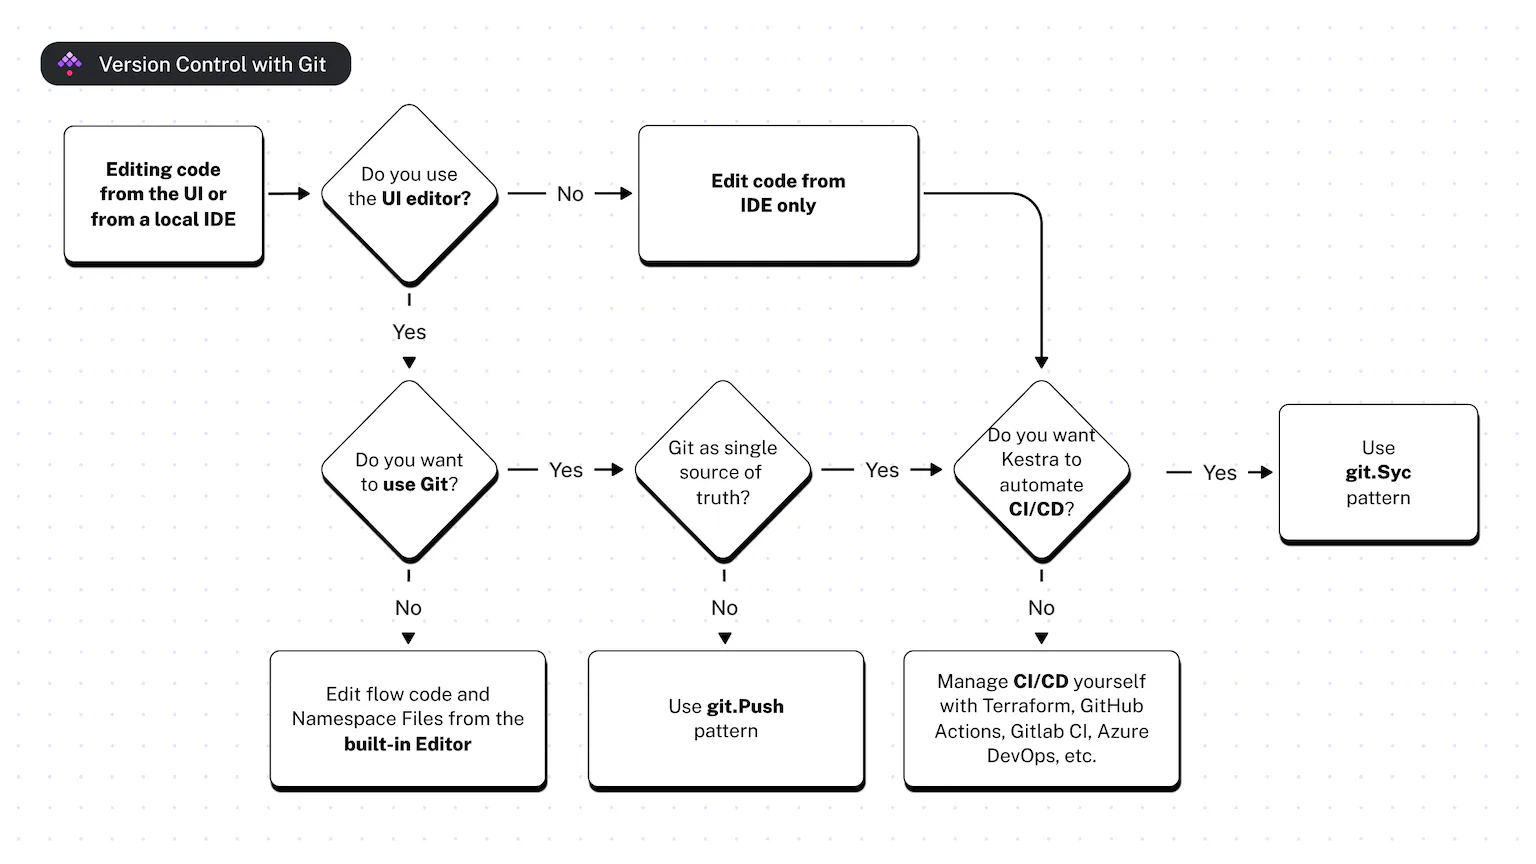 Version Control with Git
Editing code
from the UI or
from a local IDE
Do you use
the UI editor?
No
Edit code from
IDE only
Yes
Do you want
to use Git?
Yes
Git as single
source of
truth?
Yes
Do you want
Kestra to
automate
CI/CD?
Yes
Use
git.Syc
pattern
No
No
No
Edit flow code and
Namespace Files from the
built-in Editor
Use git.Push
pattern
Manage CI/CD yourself
with Terraform, GitHub
Actions, Gitlab CI, Azure
DevOps, etc.